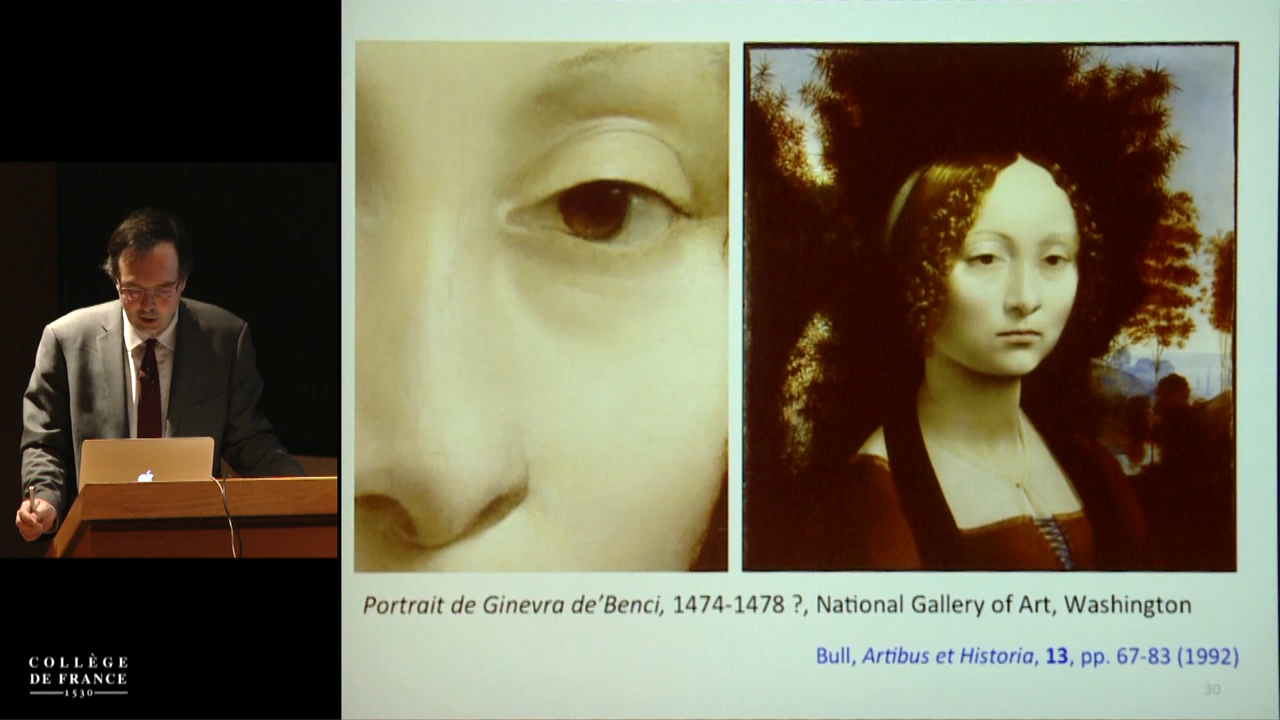 Portrait de Ginevra de'Benci, 1474-1478 ?, National Gallery of Art, Washington
Bull, Artibus et Historia, 13, pp. 67-83 (1992)
30
COLLÈGE
DE FRANCE
1530